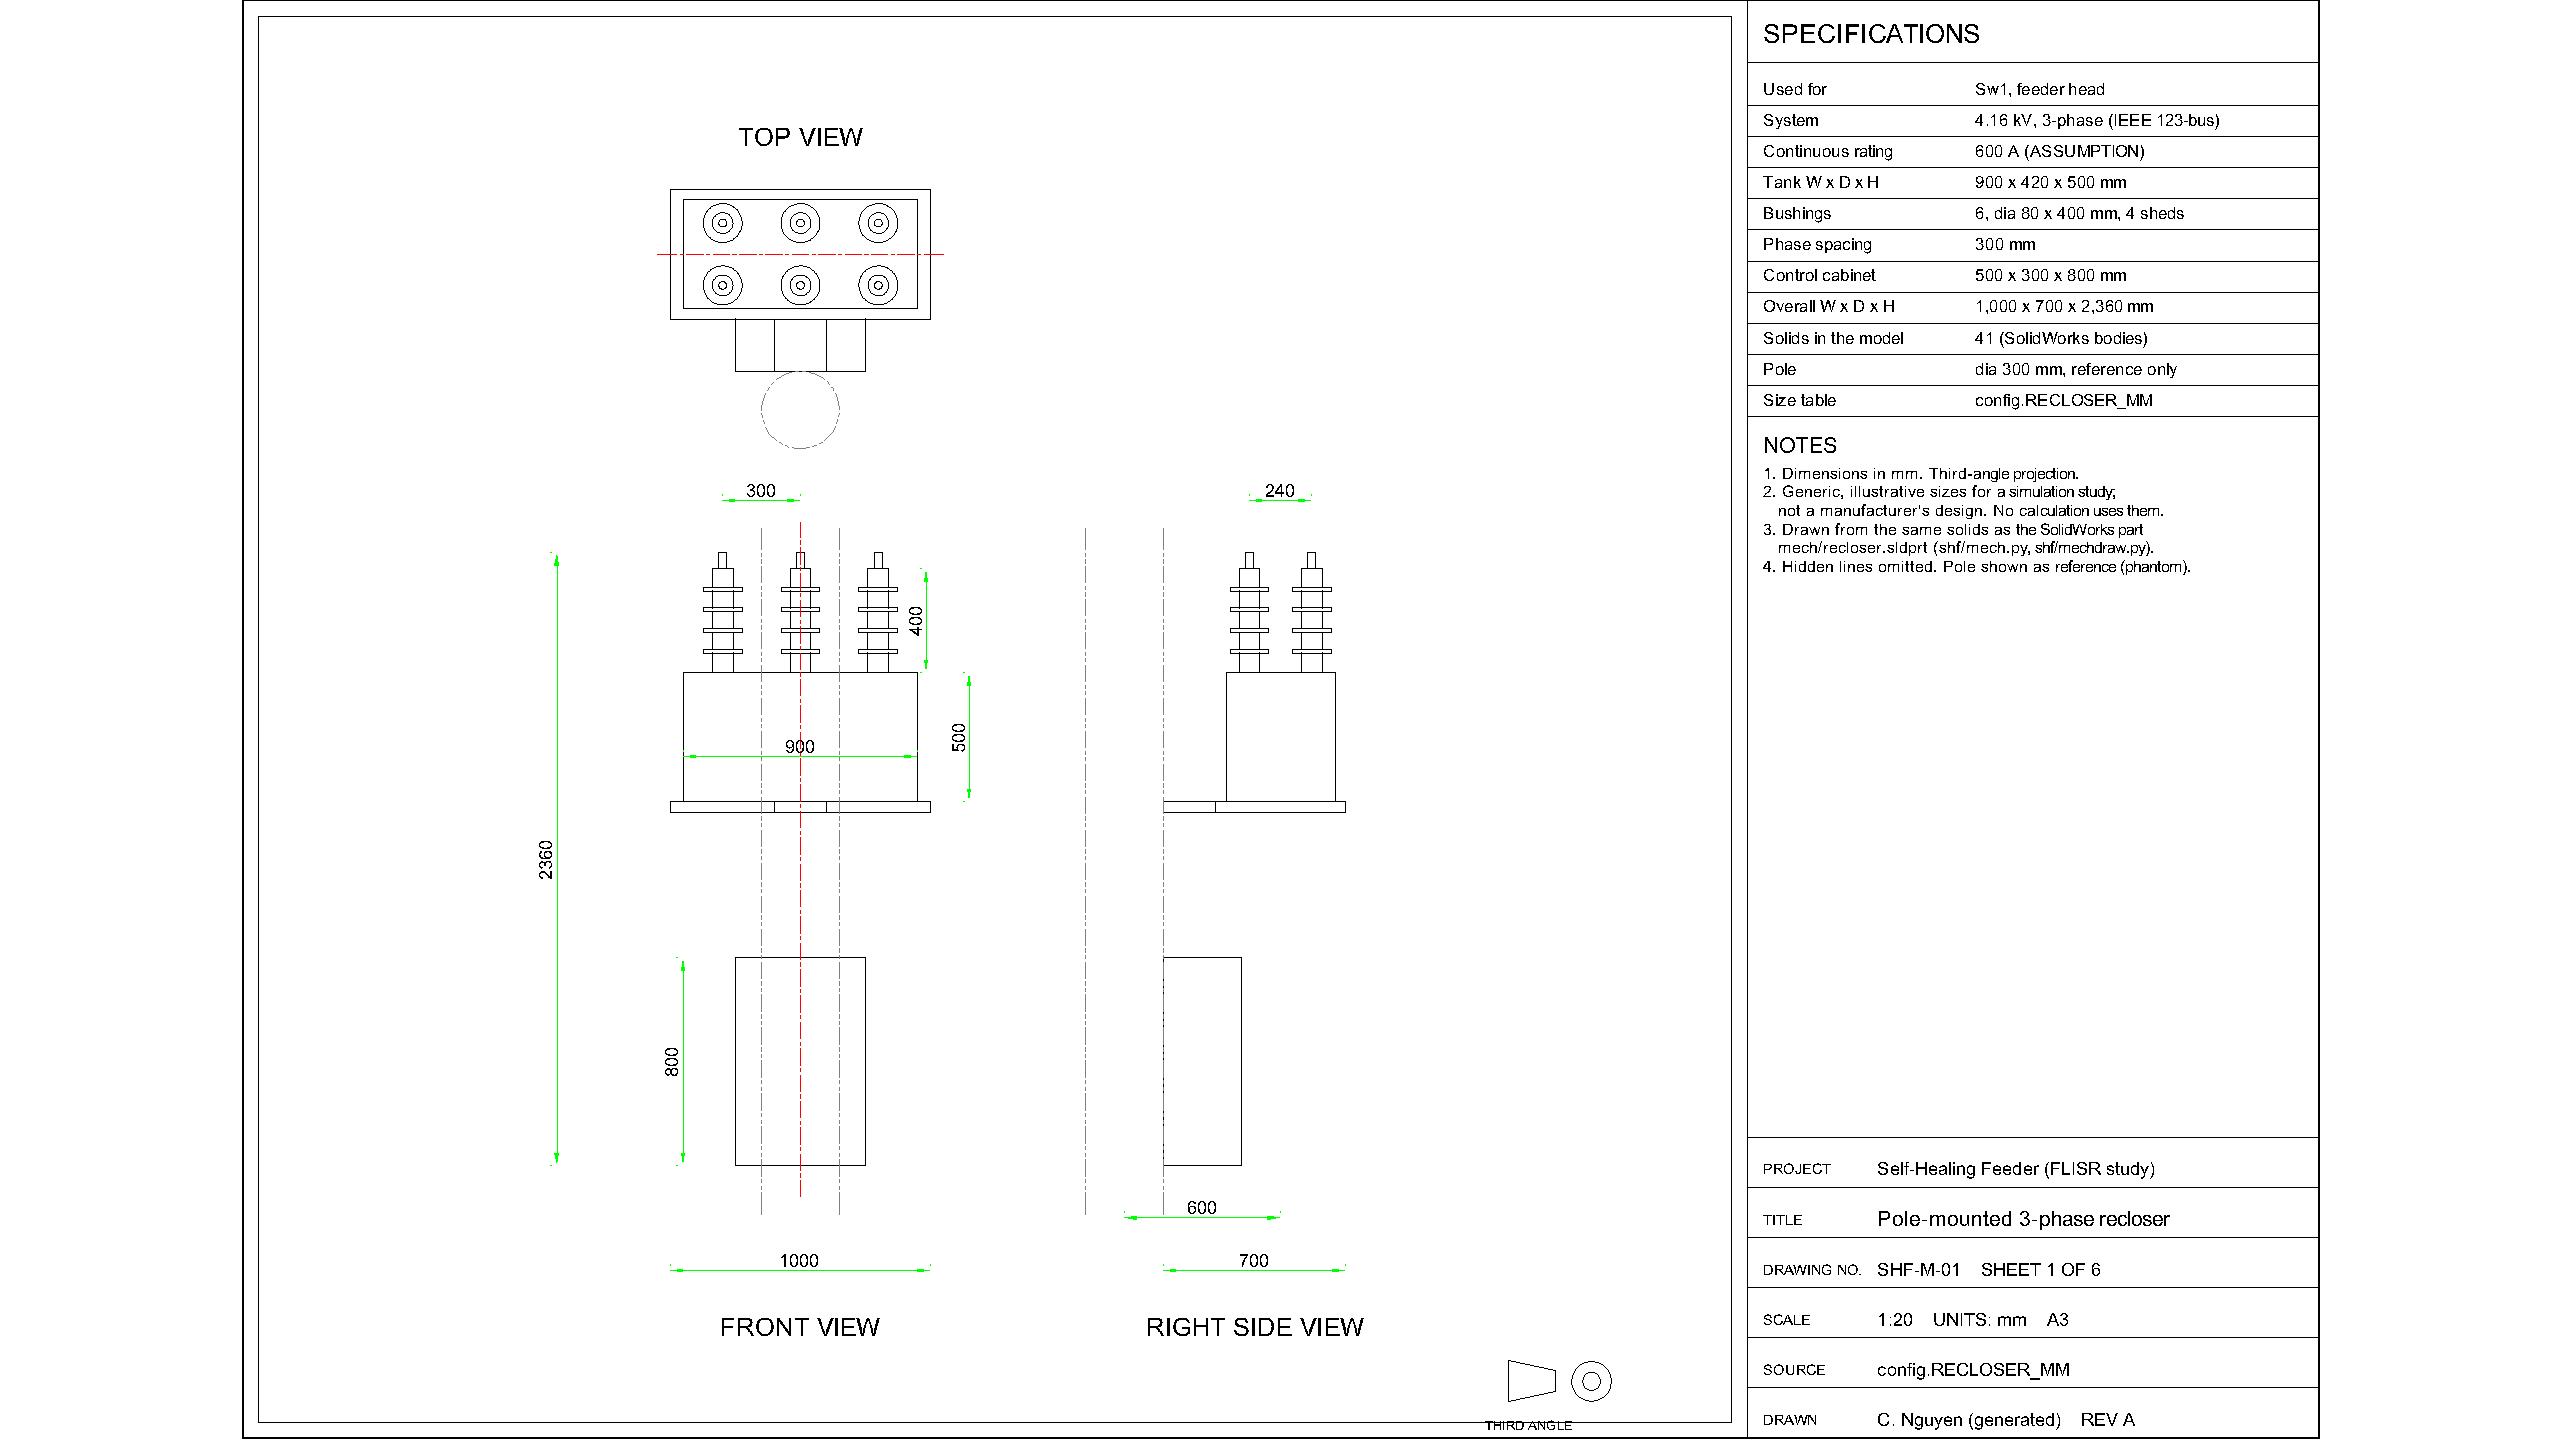 TOP VIEW
300
240
400
900
500
2360
800
600
1000
700
FRONT VIEW
RIGHT SIDE VIEW
THIRD ANGLE
SPECIFICATIONS
Used for Sw1, feeder head
System 4.16 kV, 3-phase (IEEE 123-bus)
Continuous rating 600 A (ASSUMPTION)
Tank W x D x H 900 x 420 x 500 mm
Bushings 6, dia 80 x 400 mm, 4 sheds
Phase spacing 300 mm
Control cabinet 500 x 300 x 800 mm
Overall W x D x H 1,000 x 700 x 2,360 mm
Solids in the model 41 (SolidWorks bodies)
Pole dia 300 mm, reference only
Size table config.RECLOSER_MM
NOTES
1. Dimensions in mm. Third-angle projection.
2. Generic, illustrative sizes for a simulation study;
not a manufacturer's design. No calculation uses them.
3. Drawn from the same solids as the SolidWorks part
mech/recloser.sldprt (shf/mech.py, shf/mechdraw.py).
4. Hidden lines omitted. Pole shown as reference (phantom).
PROJECT Self-Healing Feeder (FLISR study)
TITLE Pole-mounted 3-phase recloser
DRAWING NO. SHF-M-01 SHEET 1 OF 6
SCALE 1:20 UNITS: mm A3
SOURCE config.RECLOSER_MM
DRAWN C. Nguyen (generated) REV A